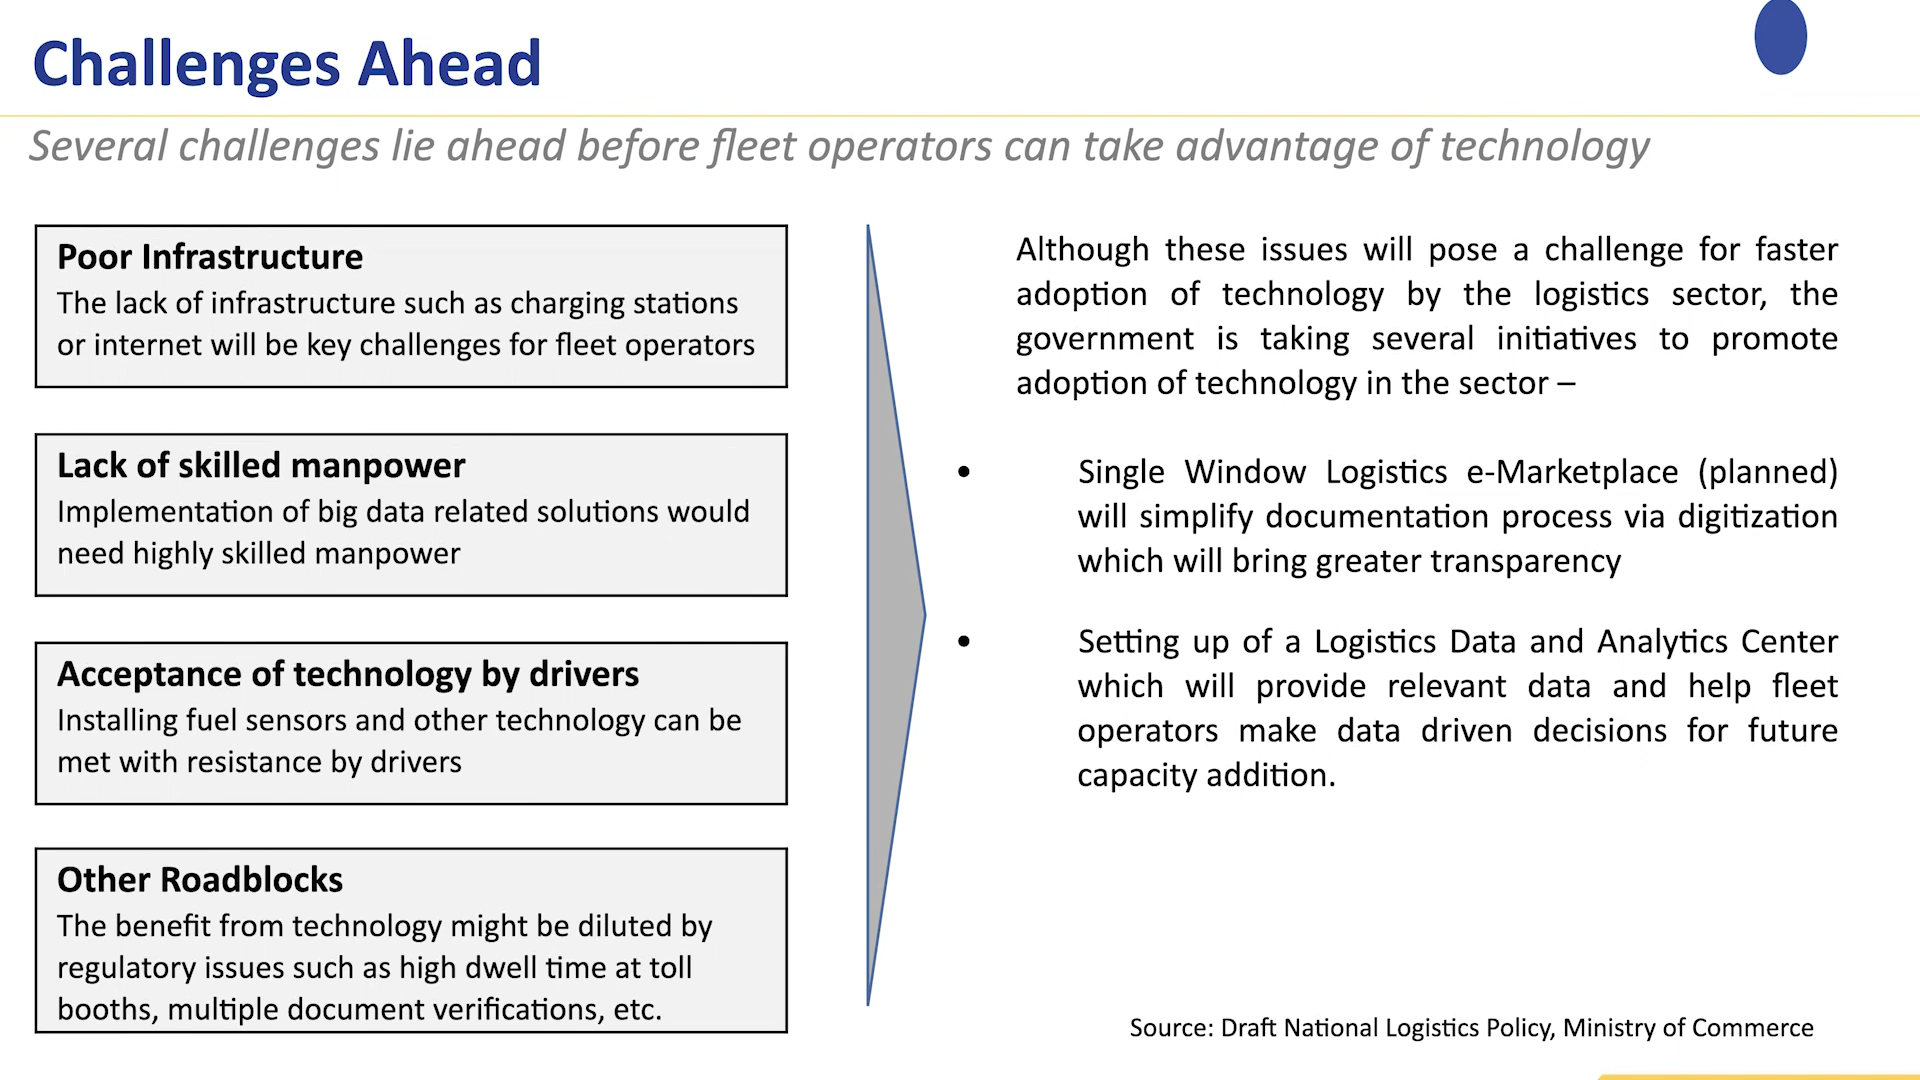 Challenges Ahead
Several challenges lie ahead before fleet operators can take advantage of technology
Poor Infrastructure
The lack of infrastructure such as charging stations
or internet will be key challenges for fleet operators
Lack of skilled manpower
Implementation of big data related solutions would
need highly skilled manpower
Acceptance of technology by drivers
Installing fuel sensors and other technology can be
met with resistance by drivers
Other Roadblocks
The benefit from technology might be diluted by
regulatory issues such as high dwell time at toll
booths, multiple document verifications, etc.
Although these issues will pose a challenge for faster
adoption of technology by the logistics sector, the
government is taking several initiatives to promote
adoption of technology in the sector –
• Single Window Logistics e-Marketplace (planned)
will simplify documentation process via digitization
which will bring greater transparency
• Setting up of a Logistics Data and Analytics Center
which will provide relevant data and help fleet
operators make data driven decisions for future
capacity addition.
Source: Draft National Logistics Policy, Ministry of Commerce